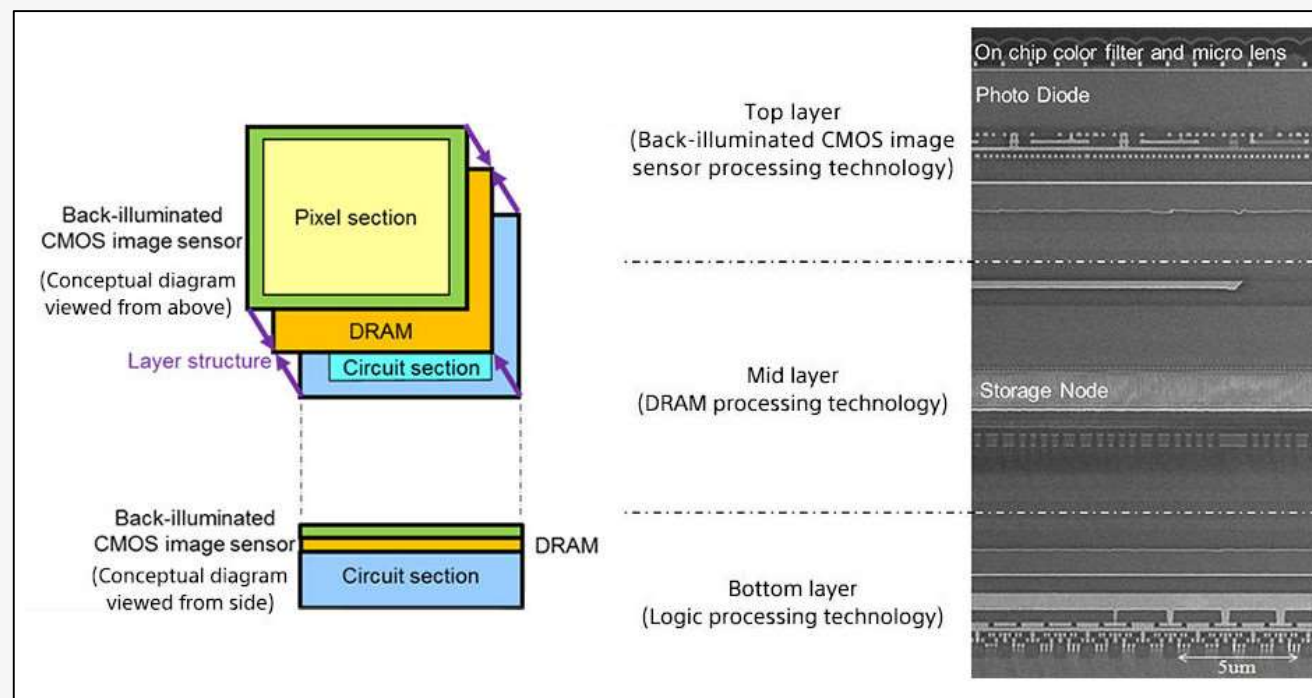 Pixel section
Back-illuminated
CMOS image sensor
(Conceptual diagram
viewed from above)
DRAM
Layer structure
Circuit section
Back-illuminated
CMOS image sensor
(Conceptual diagram
viewed from side)
DRAM
Circuit section
Top layer
(Back-illuminated CMOS image
sensor processing technology)
Mid layer
(DRAM processing technology)
Bottom layer
(Logic processing technology)
On chip color filter and micro lens
Photo Diode
Storage Node
5um